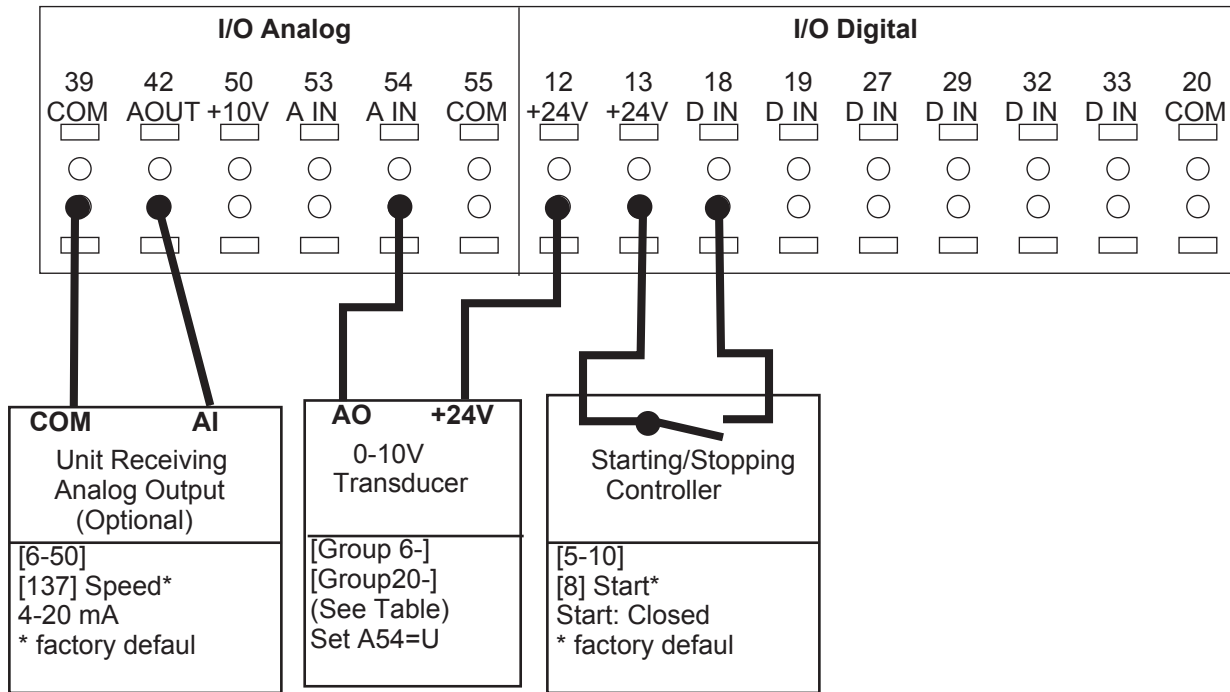 I/O Analog
I/O Digital
39 42 50 53 54 55 12 13 18 19 27 29 32 33 20
COM AOUT +10V A IN A IN COM +24V +24V D IN D IN D IN D IN D IN D IN COM
COM AI
Unit Receiving
Analog Output
(Optional)
[6-50]
[137] Speed*
4-20 mA
* factory defaul
AO +24V
0-10V
Transducer
[Group 6-]
[Group20-]
(See Table)
Set A54=U
Starting/Stopping
Controller
[5-10]
[8] Start*
Start: Closed
* factory defaul